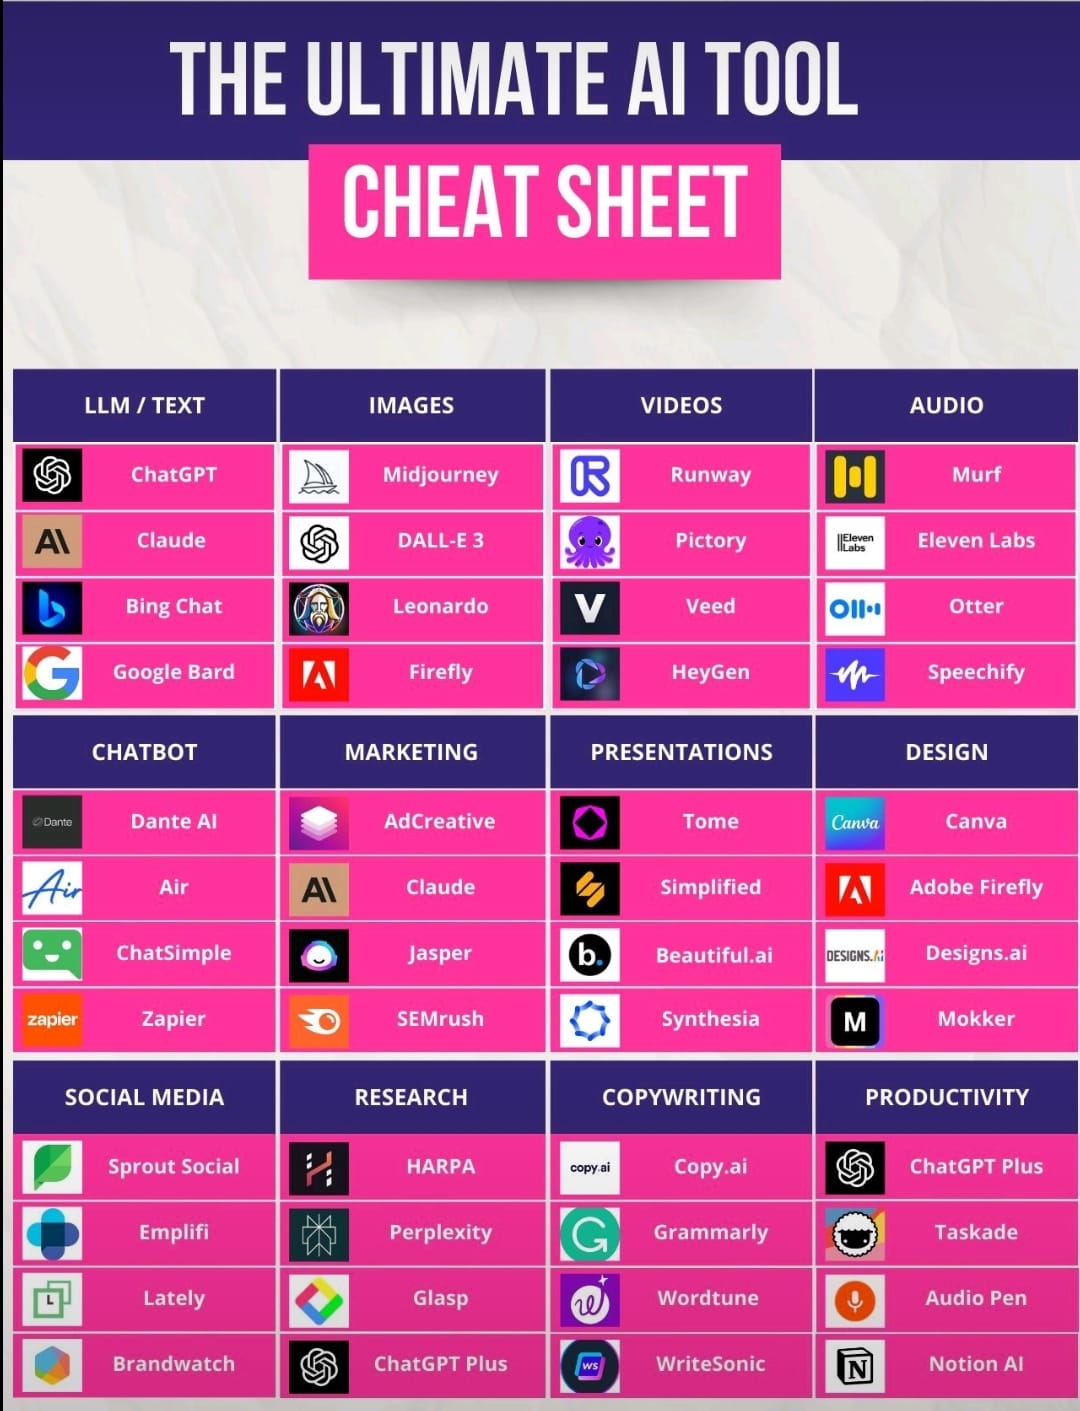 THE ULTIMATE AI TOOL
CHEAT SHEET
LLM / TEXT
IMAGES
VIDEOS
AUDIO
ChatGPT
Midjourney
Runway
Murf
Claude
DALL-E 3
Pictory
IIEleven
Labs
Eleven Labs
Bing Chat
Leonardo
V
Veed
Otter
Google Bard
Firefly
HeyGen
Speechify
CHATBOT
MARKETING
PRESENTATIONS
DESIGN
Dante
Dante AI
AdCreative
Tome
Canva
Canva
Air
Air
Claude
Simplified
Adobe Firefly
ChatSimple
Jasper
b.
Beautiful.ai
DESIGNS.Ai
Designs.ai
zapier
Zapier
SEMrush
Synthesia
M
Mokker
SOCIAL MEDIA
RESEARCH
COPYWRITING
PRODUCTIVITY
Sprout Social
HARPA
copy.ai
Copy.ai
ChatGPT Plus
Emplifi
Perplexity
Grammarly
Taskade
L
Lately
Glasp
w
Wordtune
Audio Pen
Brandwatch
ChatGPT Plus
WS
WriteSonic
N
Notion AI